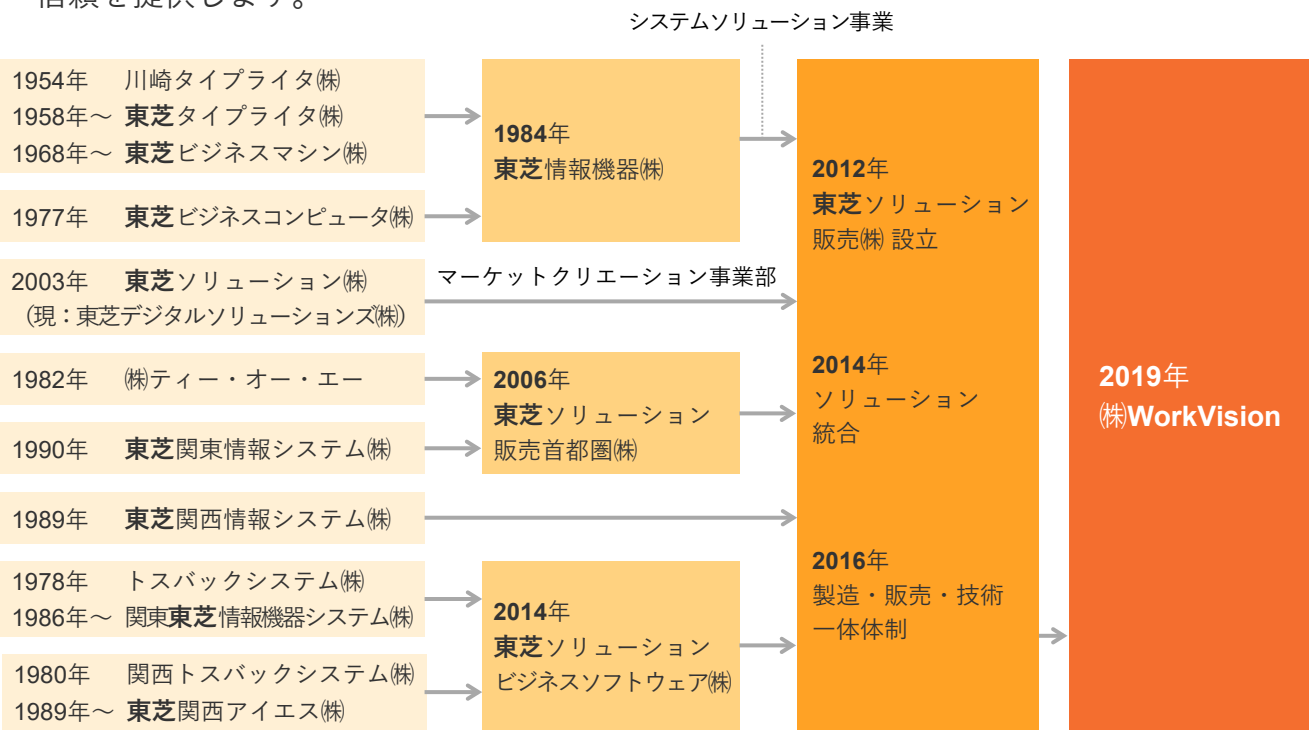 信頼を提供します。
システムソリューション事業
1954年 川崎タイプライタ㈱
1958年～ 東芝タイプライタ㈱
1968年～ 東芝ビジネスマシン㈱
1977年 東芝ビジネスコンピュータ㈱
2003年 東芝ソリューション㈱
（現：東芝デジタルソリューションズ㈱）
1982年 ㈱ティー・オー・エー
1990年 東芝関東情報システム㈱
1989年 東芝関西情報システム㈱
1978年 トスバックシステム㈱
1986年～ 関東東芝情報機器システム㈱
1980年 関西トスバックシステム㈱
1989年～ 東芝関西アイエス㈱
1984年
東芝情報機器㈱
マーケットクリエーション事業部
2006年
東芝ソリューション
販売首都圏㈱
2014年
東芝ソリューション
ビジネスソフトウェア㈱
2012年
東芝ソリューション
販売㈱ 設立
2014年
ソリューション
統合
2016年
製造・販売・技術
一体体制
2019年
㈱WorkVision